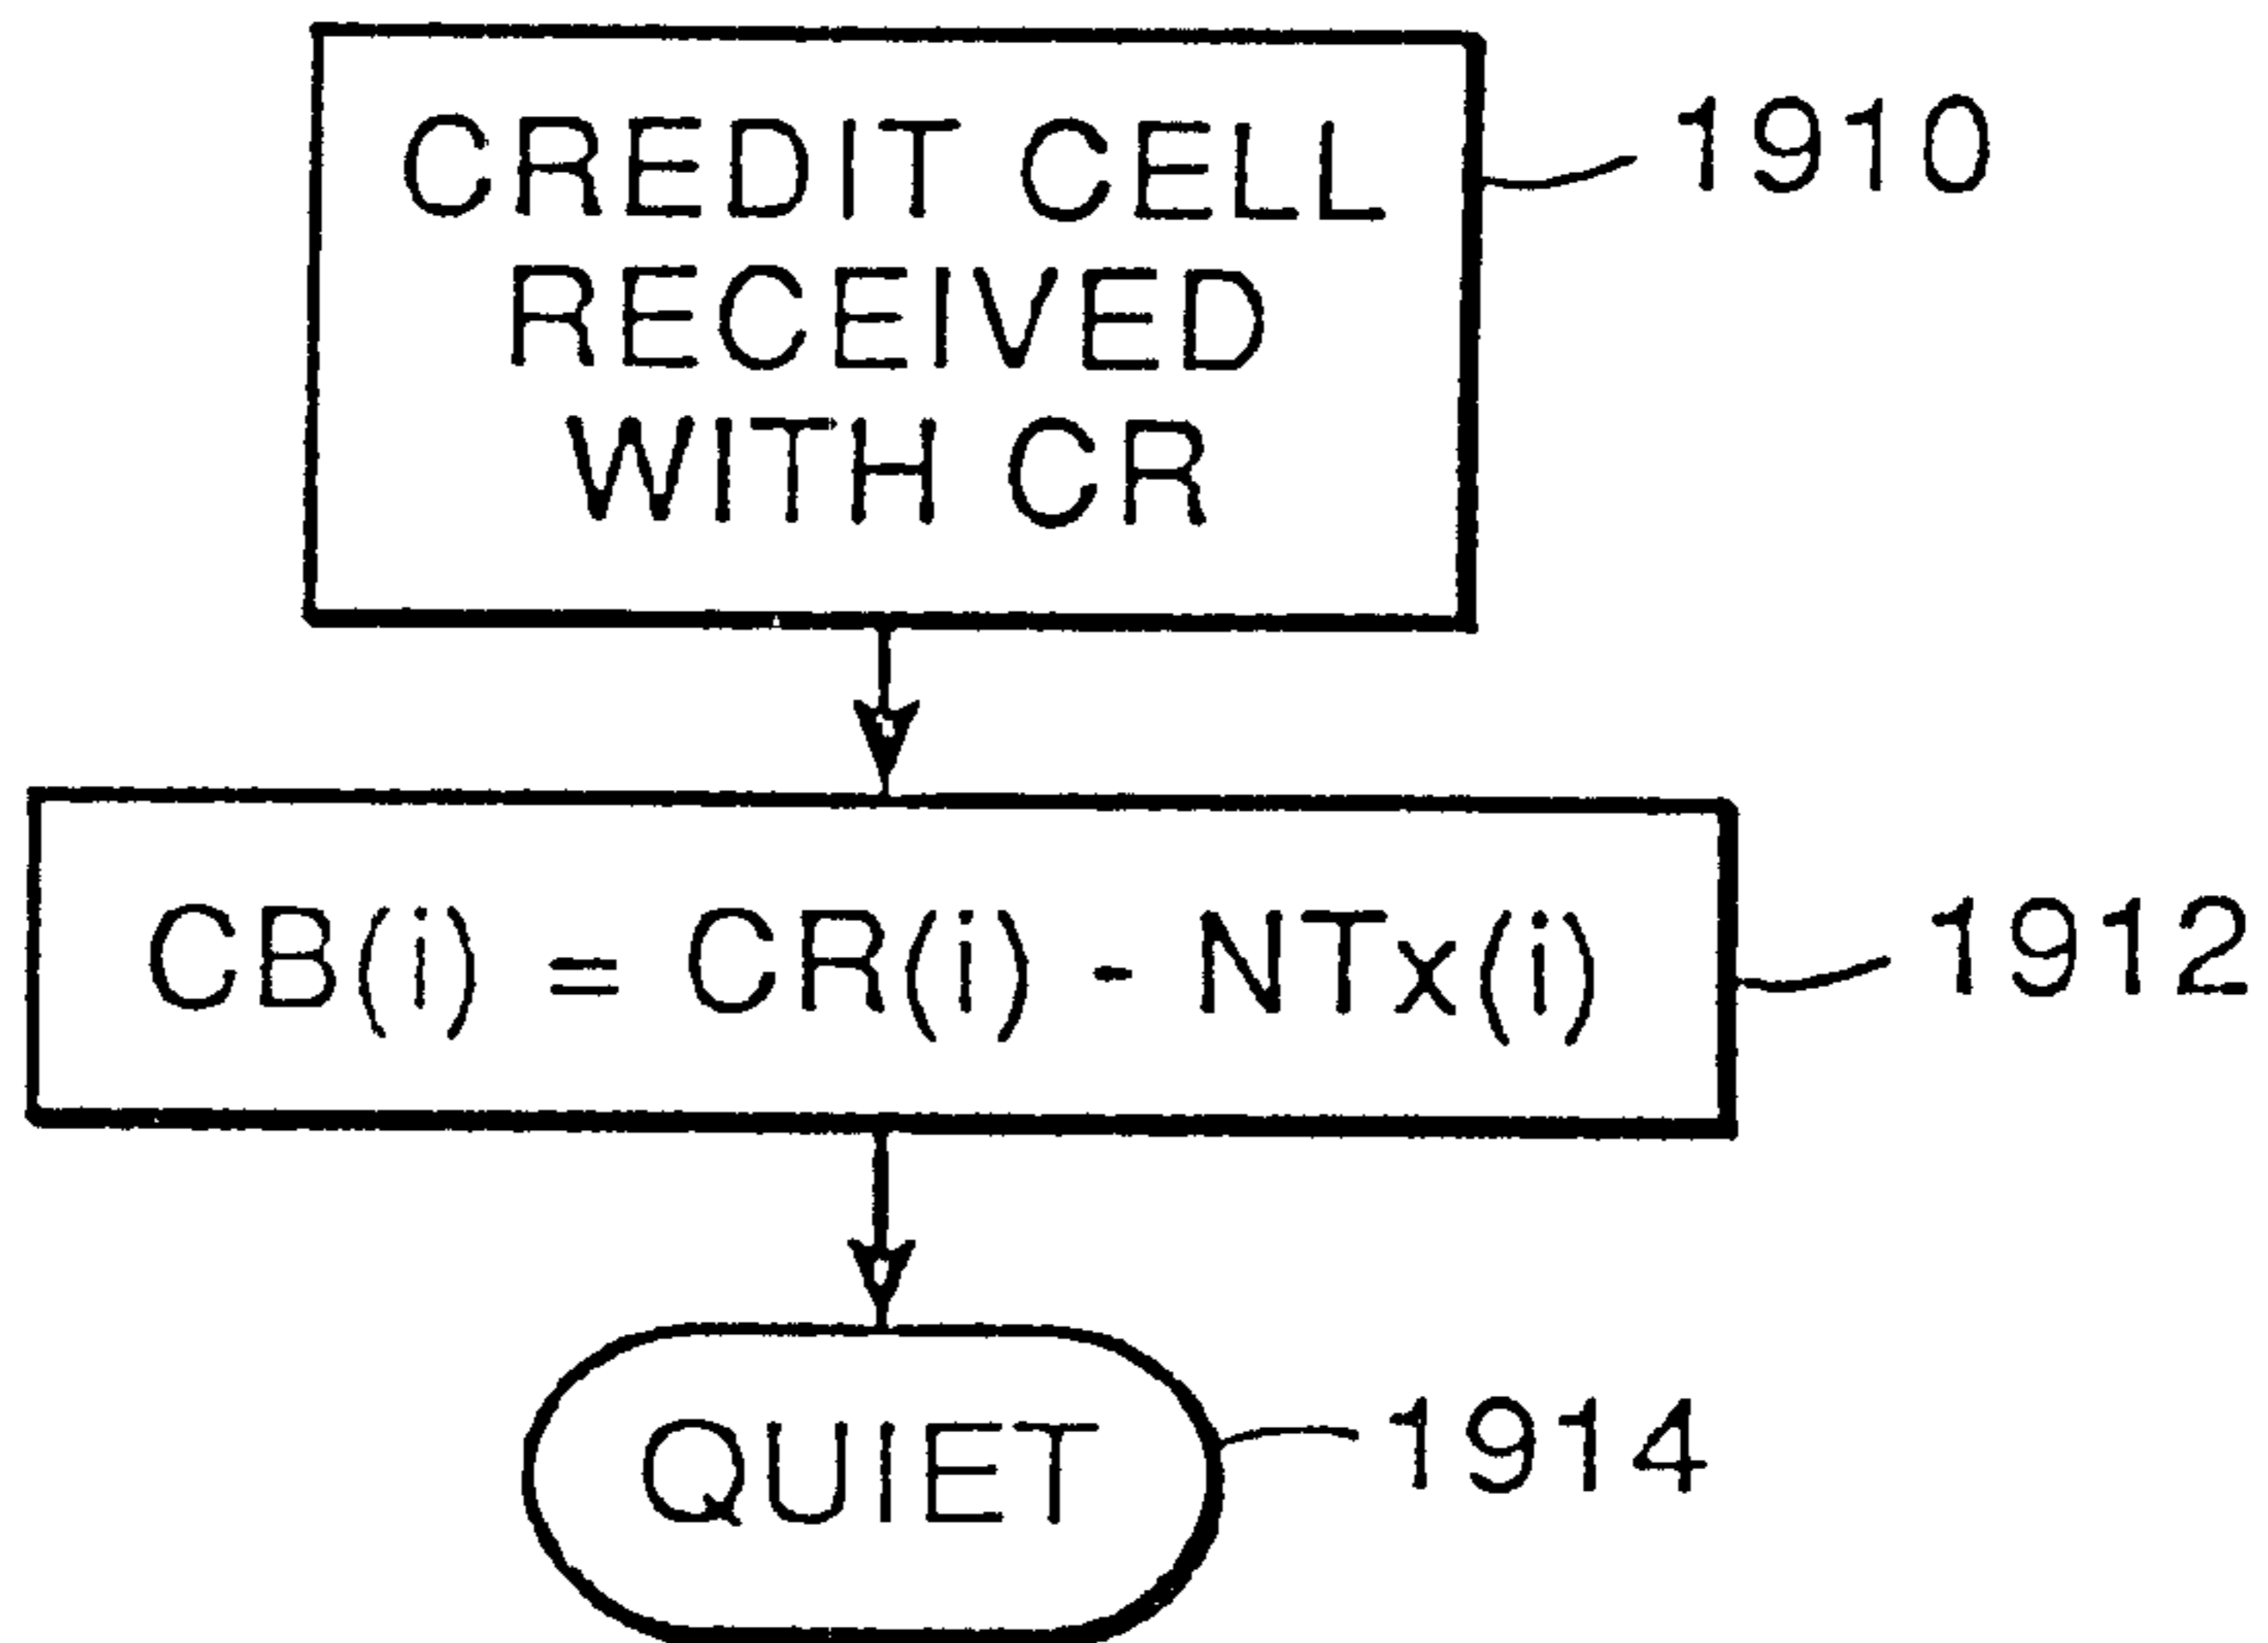 CREDIT CELL
RECEIVED
WITH CR
1910
CB(i) = CR(i) - NTx(i)
1912
QUIET
1914